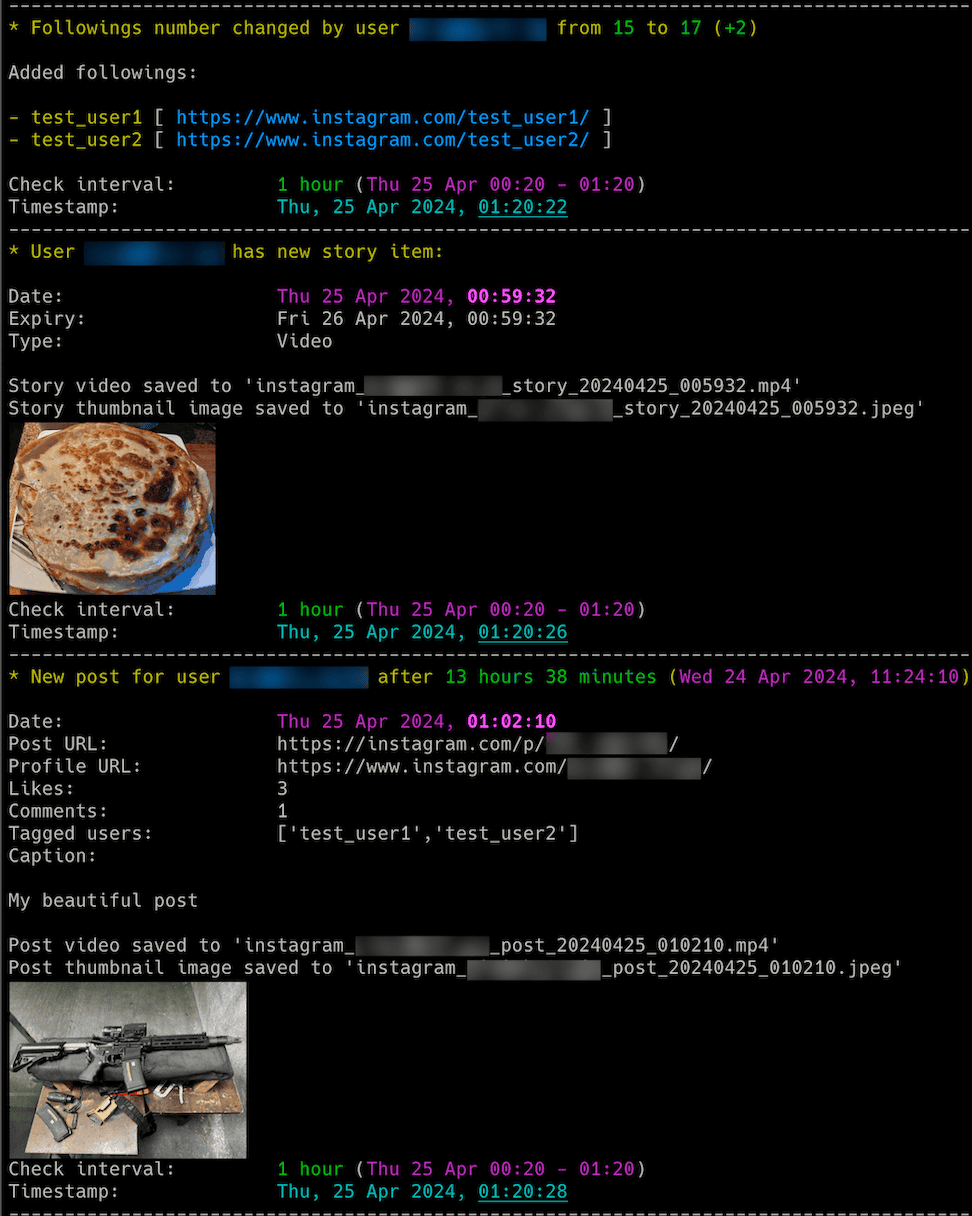 * Followings number changed by user from 15 to 17 (+2)
Added followings:
- test_user1 [ https://www.instagram.com/test_user1/ ]
- test_user2 [ https://www.instagram.com/test_user2/ ]
Check interval: 1 hour (Thu 25 Apr 00:20 - 01:20)
Timestamp: Thu, 25 Apr 2024, 01:20:22
* User has new story item:
Date: Thu 25 Apr 2024, 00:59:32
Expiry: Fri 26 Apr 2024, 00:59:32
Type: Video
Story video saved to 'instagram_ _story_20240425_005932.mp4'
Story thumbnail image saved to 'instagram_ _story_20240425_005932.jpeg'
Check interval: 1 hour (Thu 25 Apr 00:20 - 01:20)
Timestamp: Thu, 25 Apr 2024, 01:20:26
* New post for user after 13 hours 38 minutes (Wed 24 Apr 2024, 11:24:10)
Date: Thu 25 Apr 2024, 01:02:10
Post URL: https://instagram.com/p/ /
Profile URL: https://www.instagram.com/ /
Likes: 3
Comments: 1
Tagged users: ['test_user1','test_user2']
Caption:
My beautiful post
Post video saved to 'instagram_ _post_20240425_010210.mp4'
Post thumbnail image saved to 'instagram_ _post_20240425_010210.jpeg'
Check interval: 1 hour (Thu 25 Apr 00:20 - 01:20)
Timestamp: Thu, 25 Apr 2024, 01:20:28